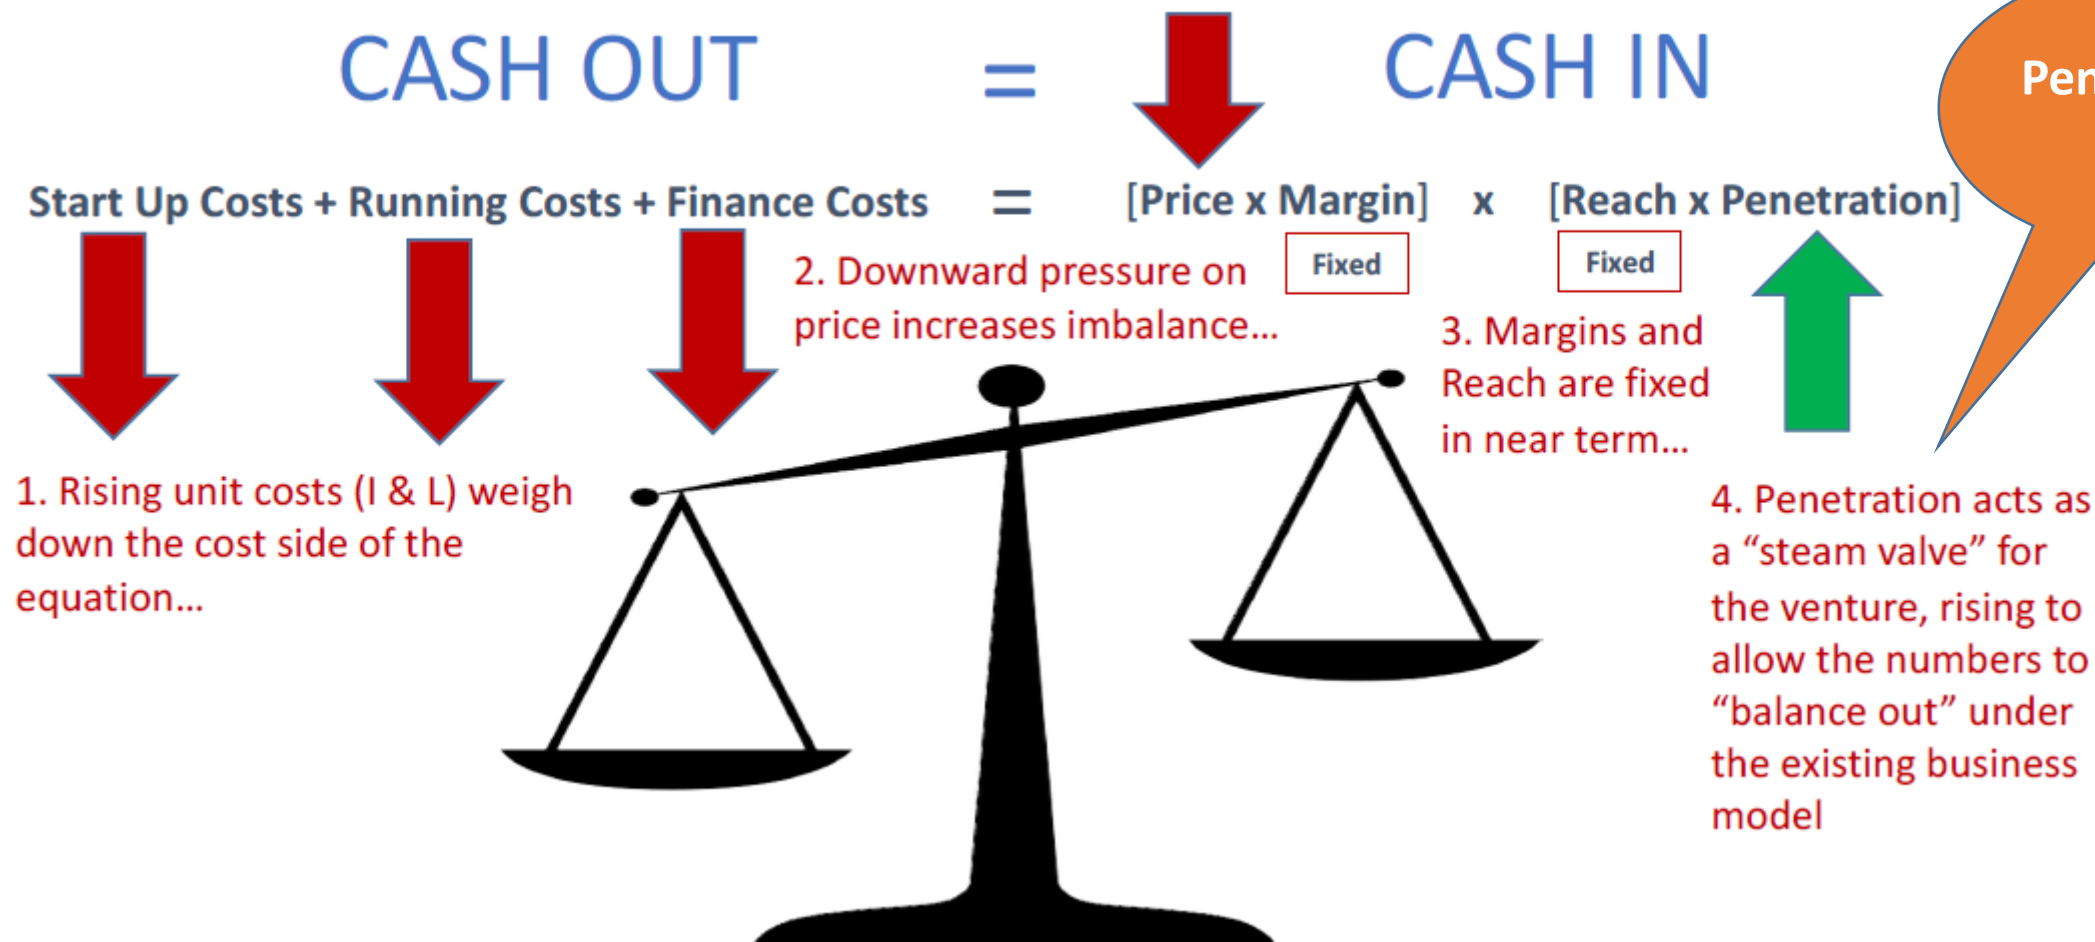 CASH OUT = CASH IN
Start Up Costs + Running Costs + Finance Costs = [Price x Margin] x [Reach x Penetration]
Fixed
Fixed
2. Downward pressure on
price increases imbalance...
3. Margins and
Reach are fixed
in near term...
1. Rising unit costs (I & L) weigh
down the cost side of the
equation...
4. Penetration acts as
a “steam valve” for
the venture, rising to
allow the numbers to
“balance out” under
the existing business
model